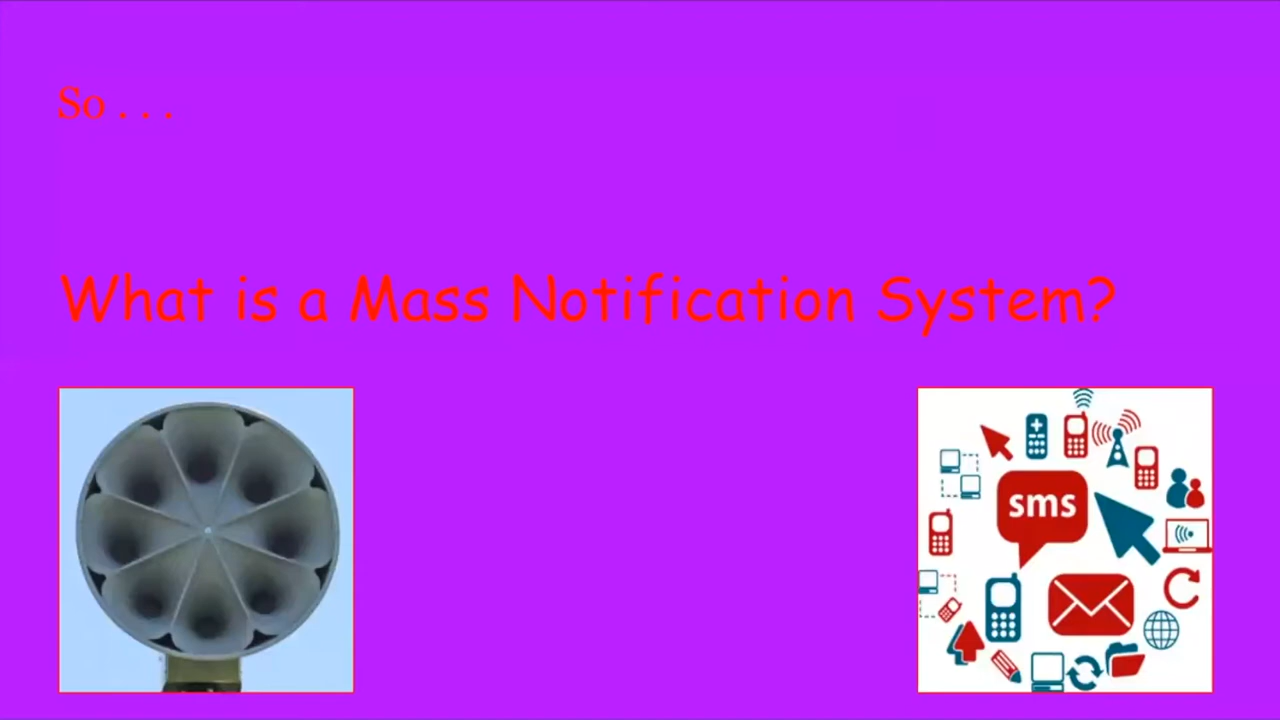 So . . .
What is a Mass Notification System?
sms